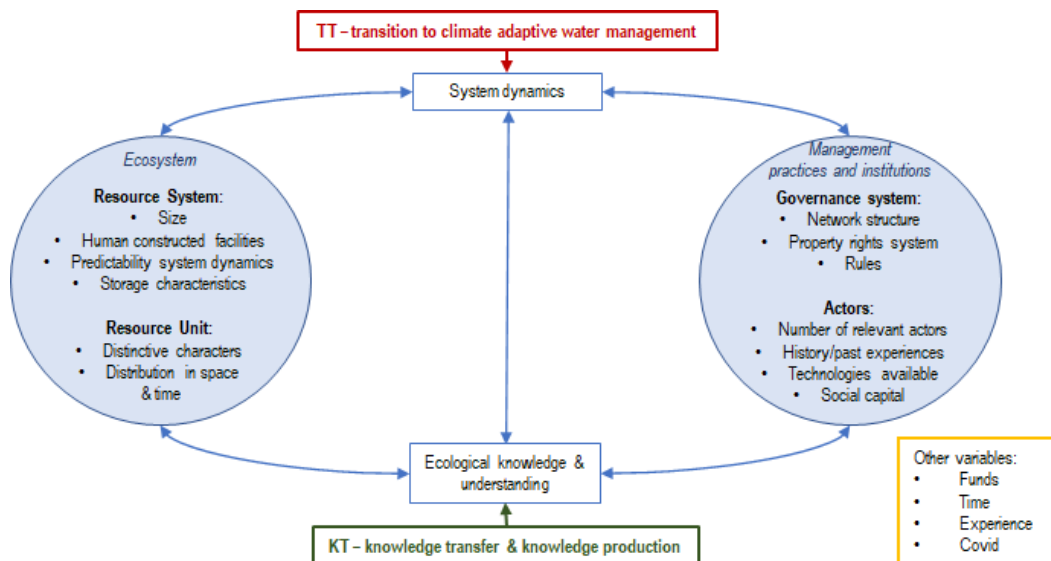 TT – transition to climate adaptive water management
System dynamics
Ecosystem
Resource System:
• Size
• Human constructed facilities
• Predictability system dynamics
• Storage characteristics
Resource Unit:
• Distinctive characters
• Distribution in space
& time
Management
practices and institutions
Governance system:
• Network structure
• Property rights system
• Rules
Actors:
• Number of relevant actors
• History/past experiences
• Technologies available
• Social capital
Ecological knowledge &
understanding
KT – knowledge transfer & knowledge production
Other variables:
• Funds
• Time
• Experience
• Covid